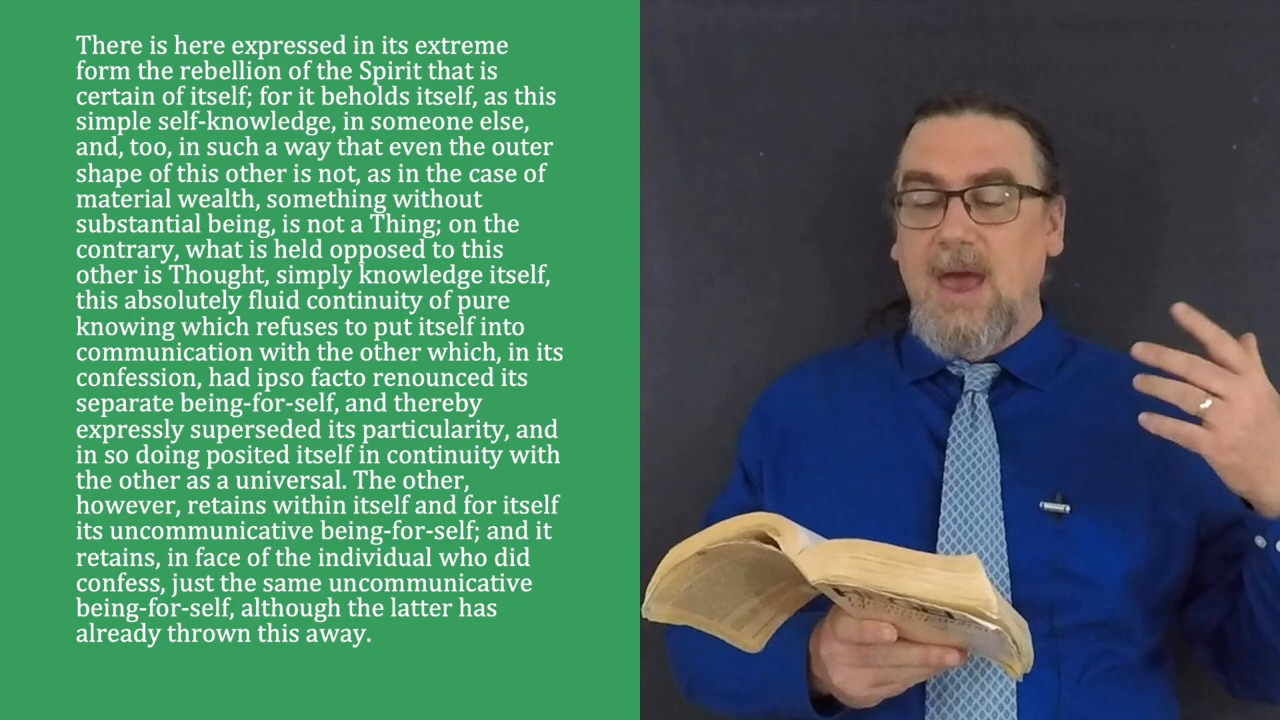 There is here expressed in its extreme
form the rebellion of the Spirit that is
certain of itself; for it beholds itself, as this
simple self-knowledge, in someone else,
and, too, in such a way that even the outer
shape of this other is not, as in the case of
material wealth, something without
substantial being, is not a Thing; on the
contrary, what is held opposed to this
other is Thought, simply knowledge itself,
this absolutely fluid continuity of pure
knowing which refuses to put itself into
communication with the other which, in its
confession, had ipso facto renounced its
separate being-for-self, and thereby
expressly superseded its particularity, and
in so doing posited itself in continuity with
the other as a universal. The other,
however, retains within itself and for itself
its uncommunicative being-for-self; and it
retains, in face of the individual who did
confess, just the same uncommunicative
being-for-self, although the latter has
already thrown this away.